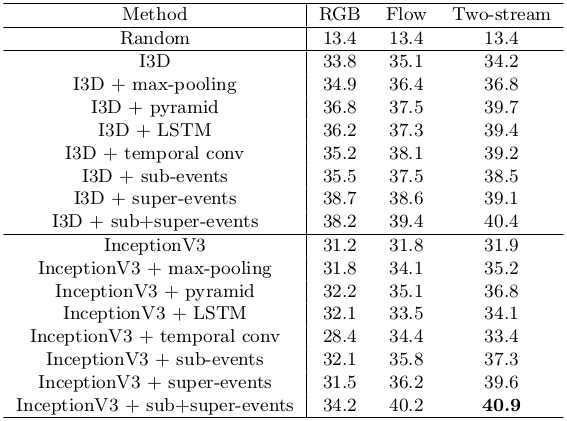 Method RGB Flow Two-stream
Random 13.4 13.4 13.4
I3D 33.8 35.1 34.2
I3D + max-pooling 34.9 36.4 36.8
I3D + pyramid 36.8 37.5 39.7
I3D + LSTM 36.2 37.3 39.4
I3D + temporal conv 35.2 38.1 39.2
I3D + sub-events 35.5 37.5 38.5
I3D + super-events 38.7 38.6 39.1
I3D + sub+super-events 38.2 39.4 40.4
InceptionV3 31.2 31.8 31.9
InceptionV3 + max-pooling 31.8 34.1 35.2
InceptionV3 + pyramid 32.2 35.1 36.8
InceptionV3 + LSTM 32.1 33.5 34.1
InceptionV3 + temporal conv 28.4 34.4 33.4
InceptionV3 + sub-events 32.1 35.8 37.3
InceptionV3 + super-events 31.5 36.2 39.6
InceptionV3 + sub+super-events 34.2 40.2 40.9